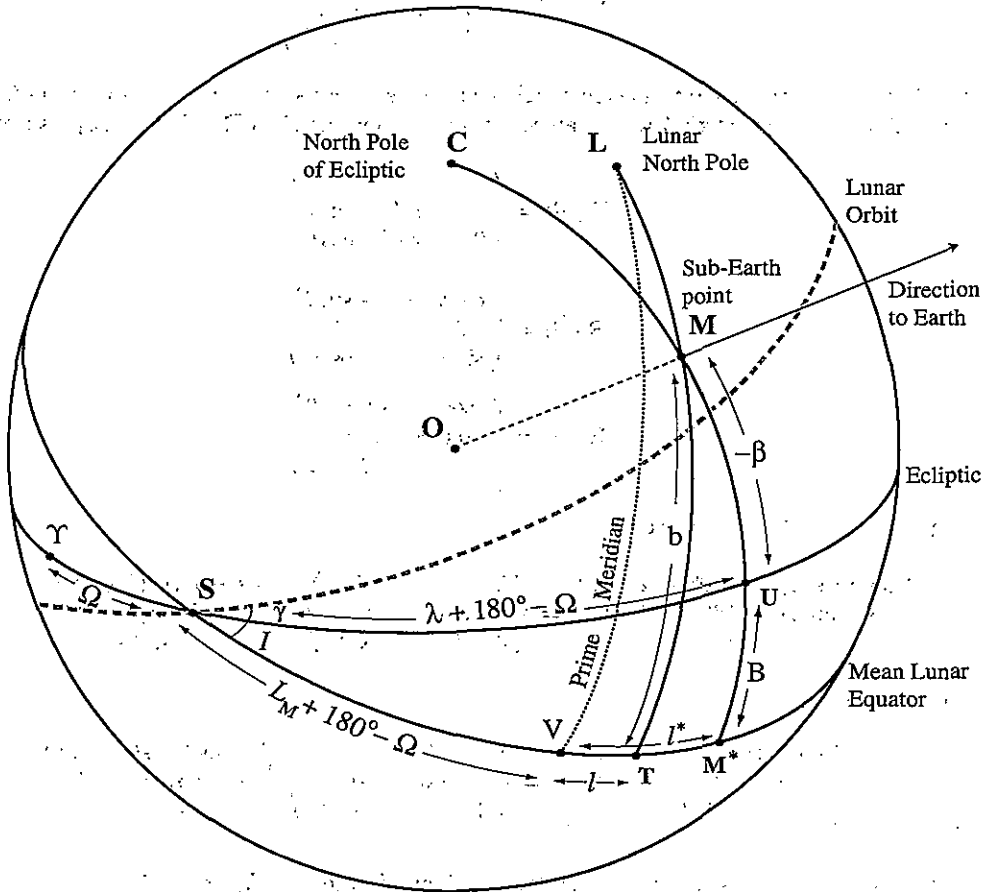 North Pole
of Ecliptic
C
L
Lunar
North Pole
Lunar
Orbit
Sub-Earth
point
M
Direction
to Earth
O
−β
Ecliptic
b
Prime Meridian
ϒ
Ω
S
γ
λ + 180° − Ω
U
I
B
Mean Lunar
Equator
L_M + 180° − Ω
V
l*
l
T
M*